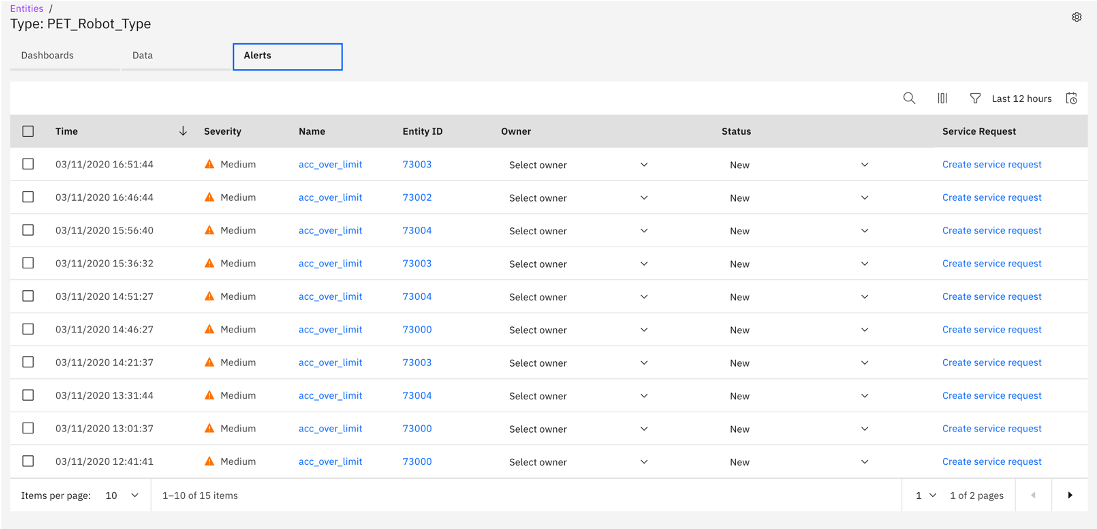 Entities /
Type: PET_Robot_Type
Dashboards Data Alerts
Last 12 hours
Time Severity Name Entity ID Owner Status Service Request
03/11/2020 16:51:44 Medium acc_over_limit 73003 Select owner New Create service request
03/11/2020 16:46:44 Medium acc_over_limit 73002 Select owner New Create service request
03/11/2020 15:56:40 Medium acc_over_limit 73004 Select owner New Create service request
03/11/2020 15:36:32 Medium acc_over_limit 73003 Select owner New Create service request
03/11/2020 14:51:27 Medium acc_over_limit 73004 Select owner New Create service request
03/11/2020 14:46:27 Medium acc_over_limit 73000 Select owner New Create service request
03/11/2020 14:21:37 Medium acc_over_limit 73003 Select owner New Create service request
03/11/2020 13:31:44 Medium acc_over_limit 73004 Select owner New Create service request
03/11/2020 13:01:37 Medium acc_over_limit 73000 Select owner New Create service request
03/11/2020 12:41:41 Medium acc_over_limit 73000 Select owner New Create service request
Items per page: 10 1–10 of 15 items 1 1 of 2 pages